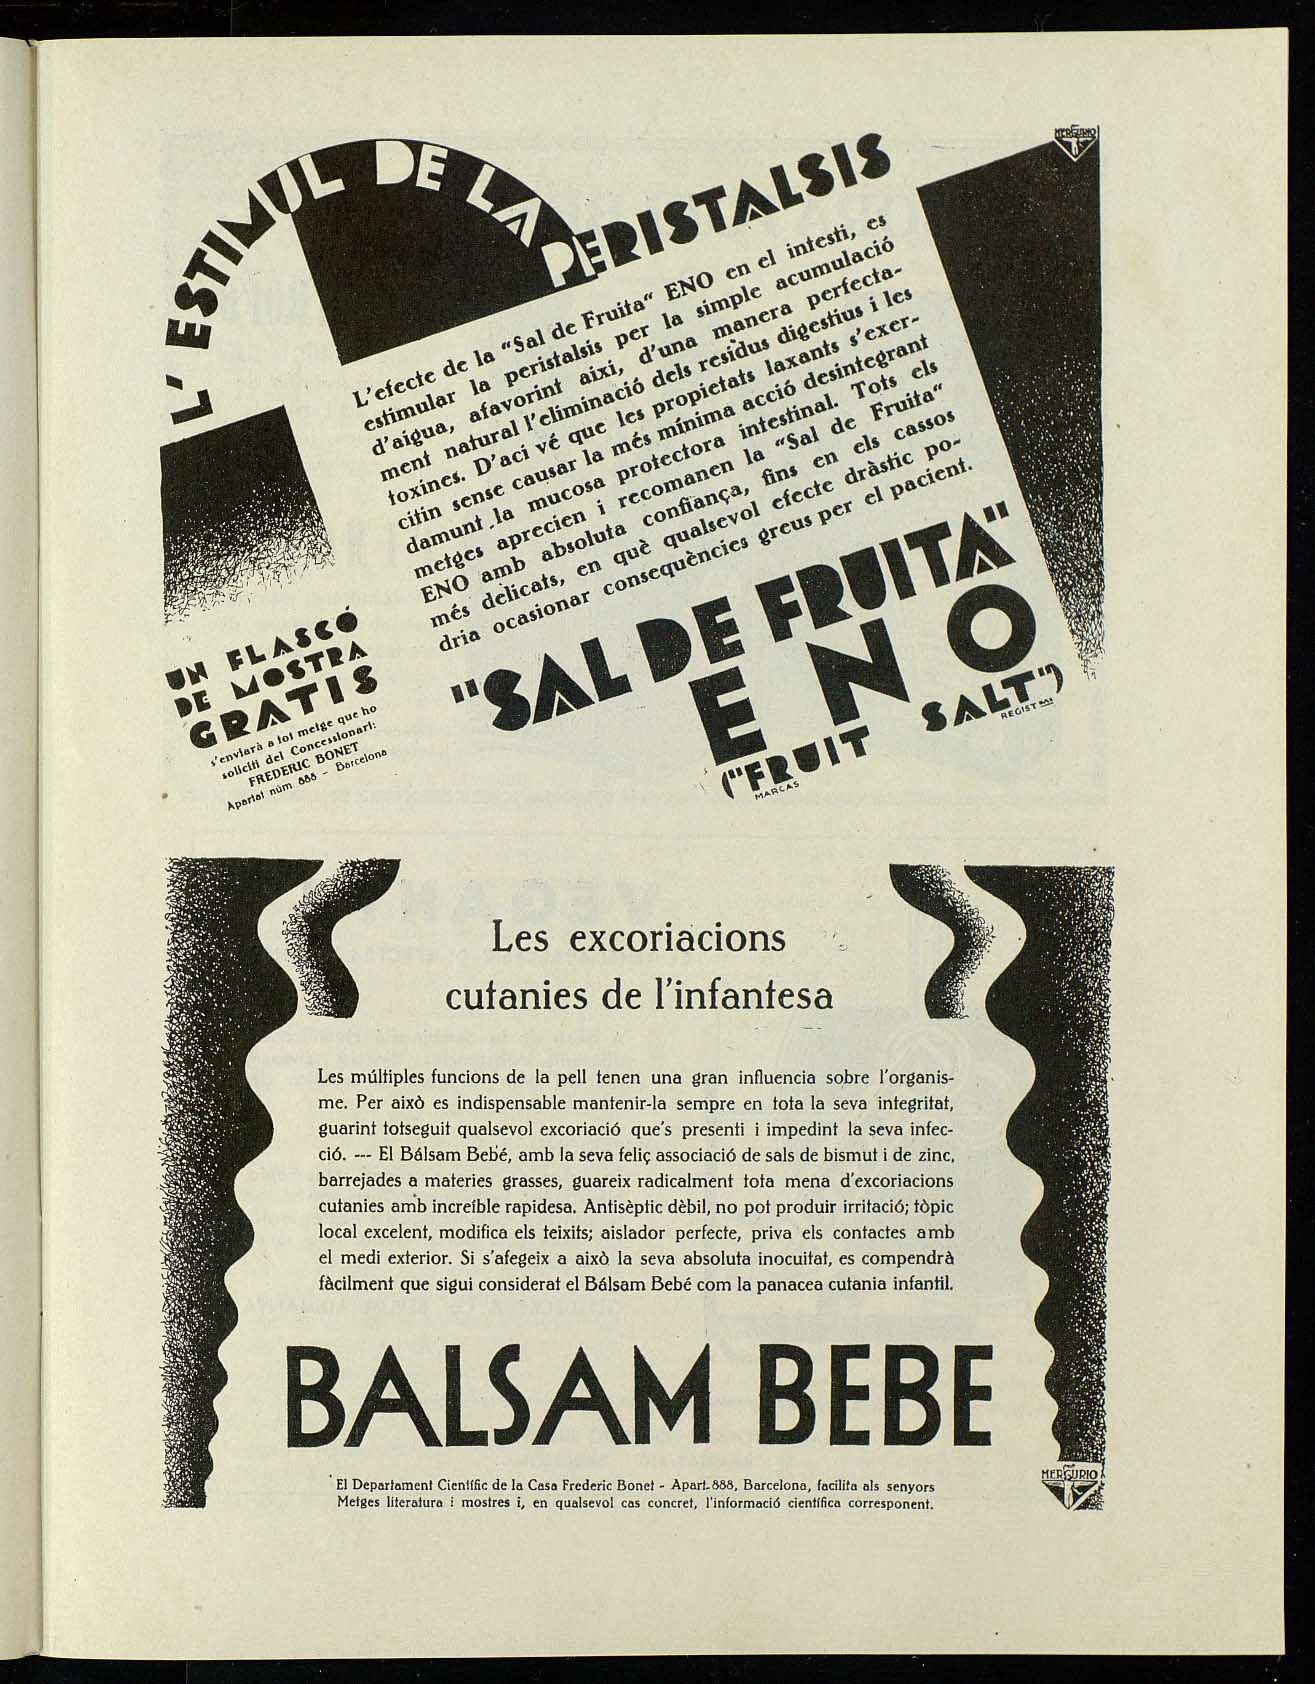 MERCURIO
L'ESTIMUL DE LA PERISTALSIS
L'efecte de la "Sal de Fruita" ENO en el intestí, es
estimular la peristalsis per la simple acumulació
d'aigua, afavorint aixi, d'una manera perfecta-
ment natural l'eliminació dels residus digestius i les
toxines. D'aci vé que les propietats laxants s'exer-
citin sense causar la més mínima acció desintegrant
damunt la mucosa protectora intestinal. Tots els
metges aprecien i recomanen la "Sal de Fruita"
ENO amb absoluta confiança, fins en els cassos
més delicats, en què qualsevol efecte dràstic po-
dria ocasionar conseqüències greus per el pacient.
"SAL DE FRUITA"
ENO
("FRUIT SALT")
MARCAS REGIST
UN FLASCÓ
DE MOSTRA
GRATIS
s'enviarà a tot metge que ho
soliciti del Concessionari:
FREDERIC BONET
Apartat núm 888 - Barcelona
Les excoriacions
cutanies de l'infantesa
Les múltiples funcions de la pell tenen una gran influencia sobre l'organis-
me. Per això es indispensable mantenir-la sempre en tota la seva integritat,
guarint totseguit qualsevol excoriació que's presenti i impedint la seva infec-
ció. --- El Bálsam Bebé, amb la seva feliç associació de sals de bismut i de zinc,
barrejades a materies grasses, guareix radicalment tota mena d'excoriacions
cutanies amb increíble rapidesa. Antisèptic dèbil, no pot produir irritació; tòpic
local excelent, modifica els teixits; aislador perfecte, priva els contactes amb
el medi exterior. Si s'afegeix a això la seva absoluta inocuitat, es compendrà
fàcilment que sigui considerat el Bálsam Bebé com la panacea cutania infantil.
BALSAM BEBE
El Departament Científic de la Casa Frederic Bonet - Apart. 888, Barcelona, facilita als senyors
Metges literatura i mostres i, en qualsevol cas concret, l'informació científica corresponent.
MERCURIO